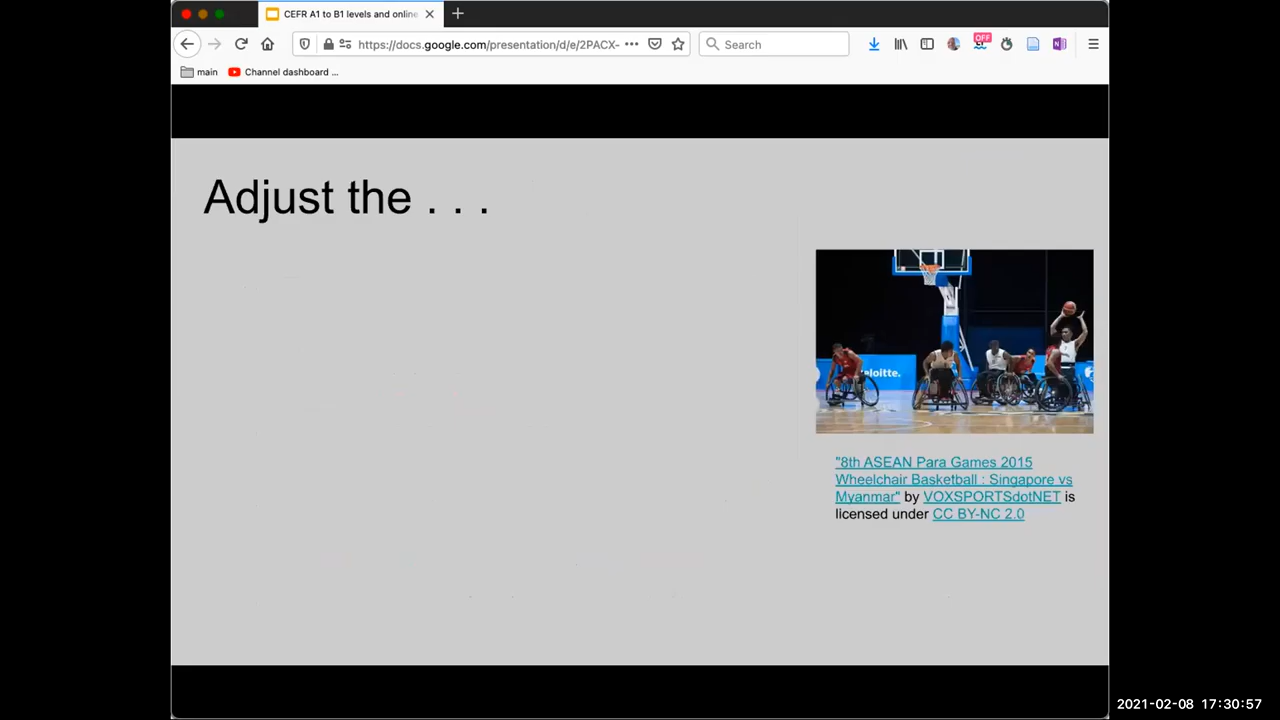 CEFR A1 to B1 levels and online
https://docs.google.com/presentation/d/e/2PACX-
Search
OFF
main
Channel dashboard ...
Adjust the . . .
eloitte.
"8th ASEAN Para Games 2015
Wheelchair Basketball : Singapore vs
Myanmar" by VOXSPORTSdotNET is
licensed under CC BY-NC 2.0
2021-02-08 17:30:57